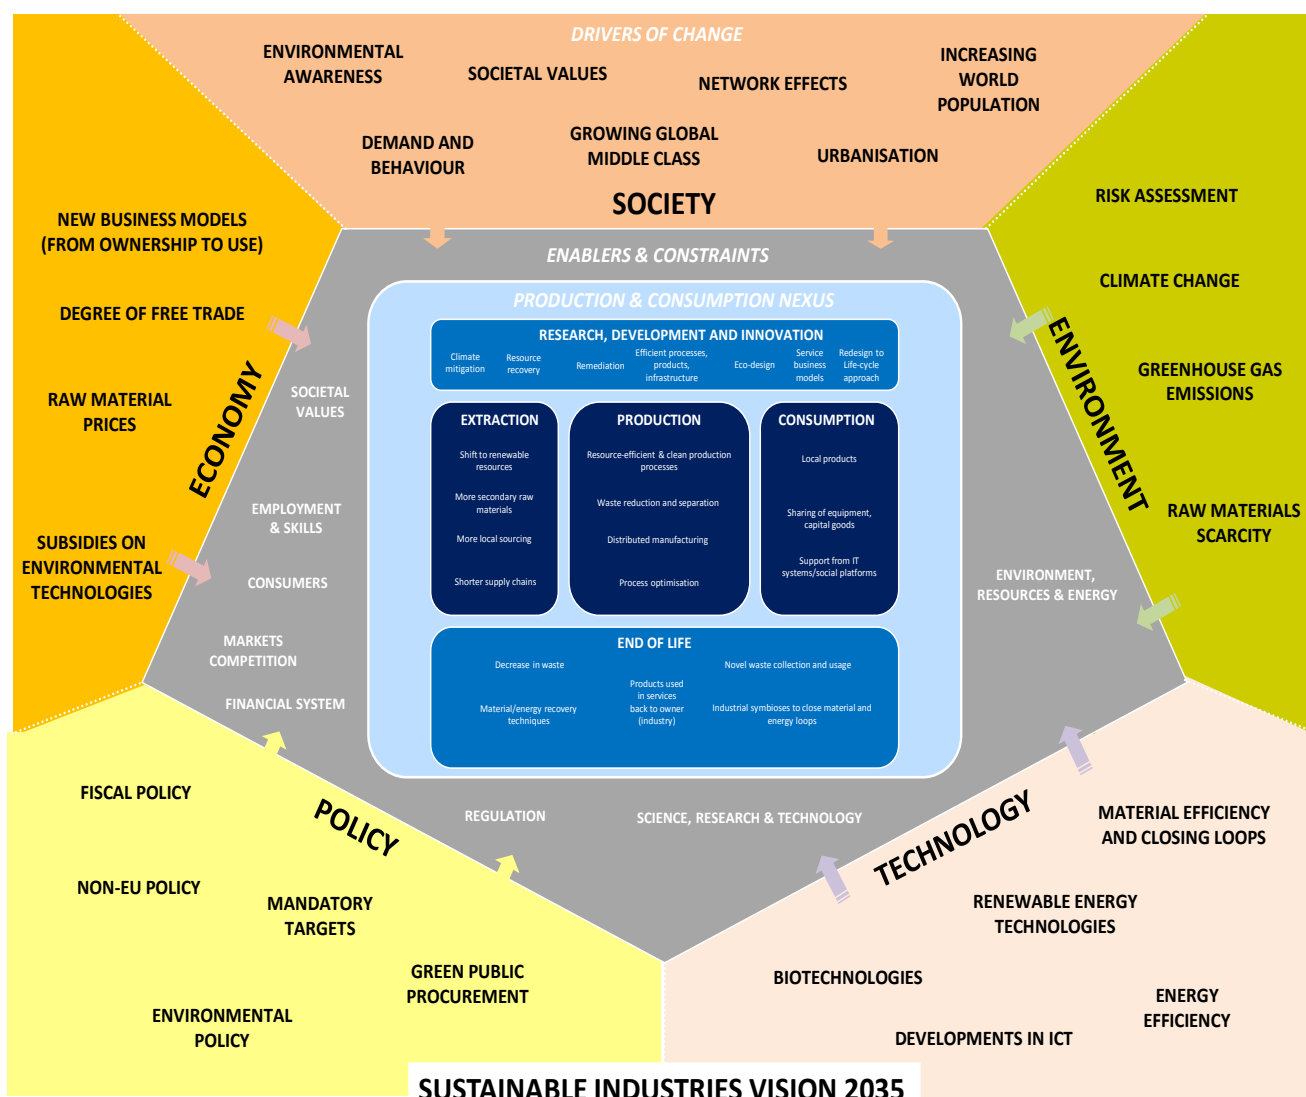 DRIVERS OF CHANGE
ENVIRONMENTAL
AWARENESS
SOCIETAL VALUES
NETWORK EFFECTS
INCREASING
WORLD
POPULATION
DEMAND AND
BEHAVIOUR
GROWING GLOBAL
MIDDLE CLASS
URBANISATION
SOCIETY
NEW BUSINESS MODELS
(FROM OWNERSHIP TO USE)
DEGREE OF FREE TRADE
RAW MATERIAL
PRICES
SUBSIDIES ON
ENVIRONMENTAL
TECHNOLOGIES
ECONOMY
RISK ASSESSMENT
CLIMATE CHANGE
GREENHOUSE GAS
EMISSIONS
RAW MATERIALS
SCARCITY
ENVIRONMENT
ENABLERS & CONSTRAINTS
SOCIETAL
VALUES
EMPLOYMENT
& SKILLS
CONSUMERS
MARKETS
COMPETITION
FINANCIAL SYSTEM
REGULATION
SCIENCE, RESEARCH & TECHNOLOGY
ENVIRONMENT,
RESOURCES & ENERGY
PRODUCTION & CONSUMPTION NEXUS
RESEARCH, DEVELOPMENT AND INNOVATION
Climate
mitigation
Resource
recovery
Remediation
Efficient processes,
products,
infrastructure
Eco-design
Service
business
models
Redesign to
Life-cycle
approach
EXTRACTION
Shift to renewable
resources
More secondary raw
materials
More local sourcing
Shorter supply chains
PRODUCTION
Resource-efficient & clean production
processes
Waste reduction and separation
Distributed manufacturing
Process optimisation
CONSUMPTION
Local products
Sharing of equipment,
capital goods
Support from IT
systems/social platforms
END OF LIFE
Decrease in waste
Novel waste collection and usage
Material/energy recovery
techniques
Products used
in services
back to owner
(industry)
Industrial symbioses to close material and
energy loops
POLICY
FISCAL POLICY
NON-EU POLICY
MANDATORY
TARGETS
GREEN PUBLIC
PROCUREMENT
ENVIRONMENTAL
POLICY
TECHNOLOGY
MATERIAL EFFICIENCY
AND CLOSING LOOPS
RENEWABLE ENERGY
TECHNOLOGIES
BIOTECHNOLOGIES
ENERGY
EFFICIENCY
DEVELOPMENTS IN ICT
SUSTAINABLE INDUSTRIES VISION 2035